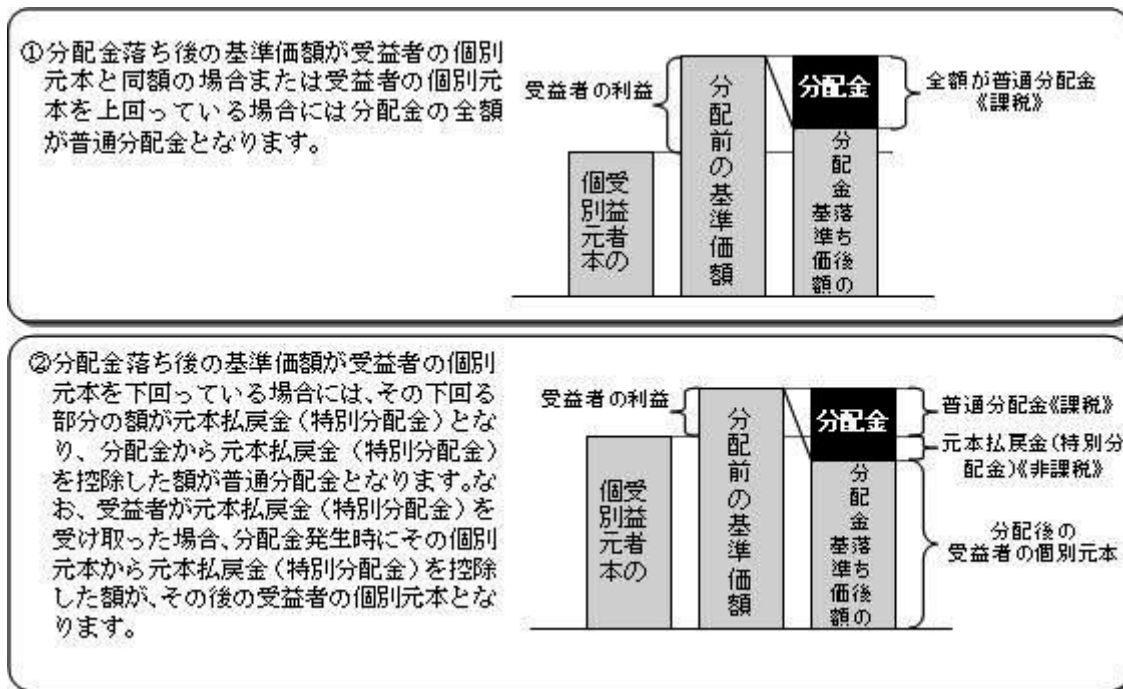 ①分配金落ち後の基準価額が受益者の個別
元本と同額の場合または受益者の個別元
本を上回っている場合には分配金の全額
が普通分配金となります。
受益者の利益
受益者の
個別元本
分配前の基準価額
分配金
分配金落ち後の
基準価額
全額が普通分配金
《課税》
②分配金落ち後の基準価額が受益者の個別
元本を下回っている場合には、その下回る
部分の額が元本払戻金（特別分配金）とな
り、分配金から元本払戻金（特別分配金）
を控除した額が普通分配金となります。な
お、受益者が元本払戻金（特別分配金）を
受け取った場合、分配金発生時にその個別
元本から元本払戻金（特別分配金）を控除
した額が、その後の受益者の個別元本とな
ります。
受益者の利益
受益者の
個別元本
分配前の基準価額
分配金
分配金落ち後の
基準価額
普通分配金《課税》
元本払戻金（特別分
配金）《非課税》
分配後の
受益者の個別元本